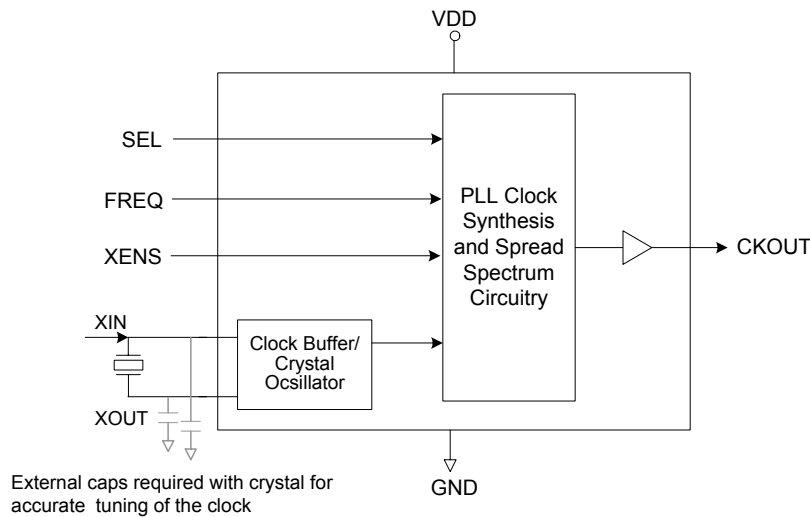 VDD
SEL
FREQ
XENS
PLL Clock
Synthesis
and Spread
Spectrum
Circuitry
CKOUT
XIN
Clock Buffer/
Crystal
Ocsillator
XOUT
GND
External caps required with crystal for
accurate tuning of the clock